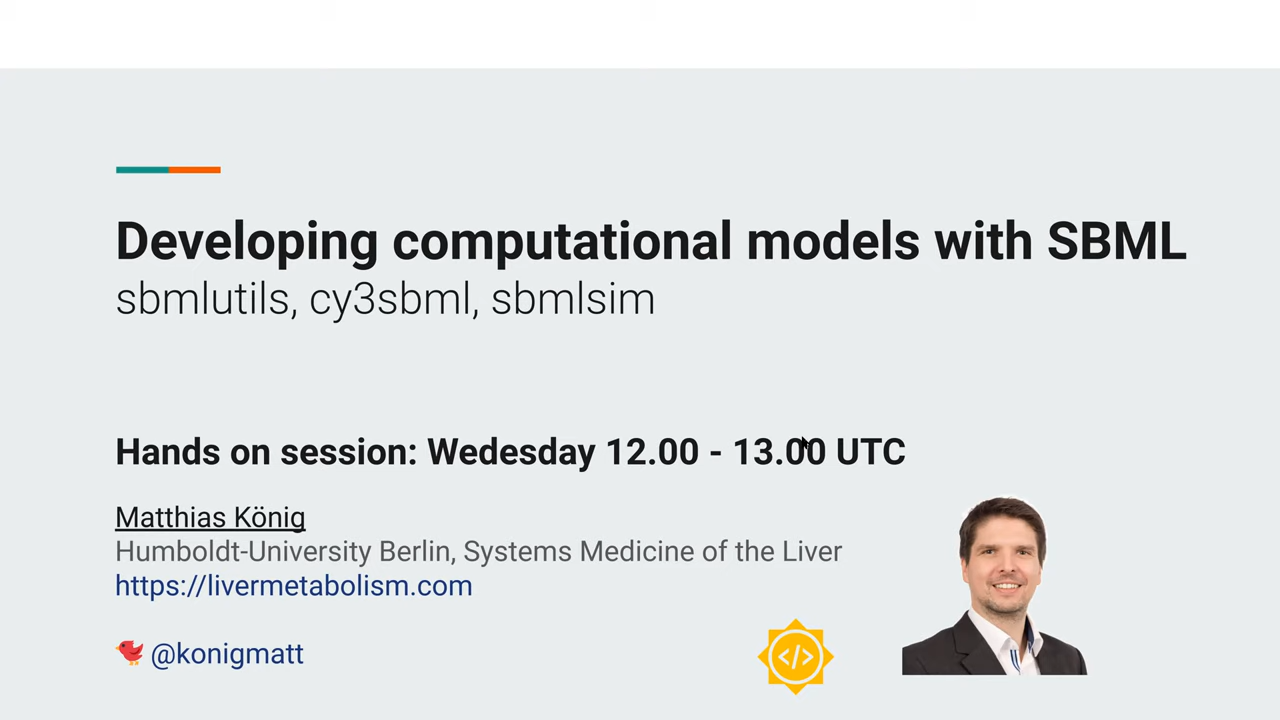 Developing computational models with SBML
sbmlutils, cy3sbml, sbmlsim
Hands on session: Wedesday 12.00 - 13.00 UTC
Matthias König
Humboldt-University Berlin, Systems Medicine of the Liver
https://livermetabolism.com
@konigmatt